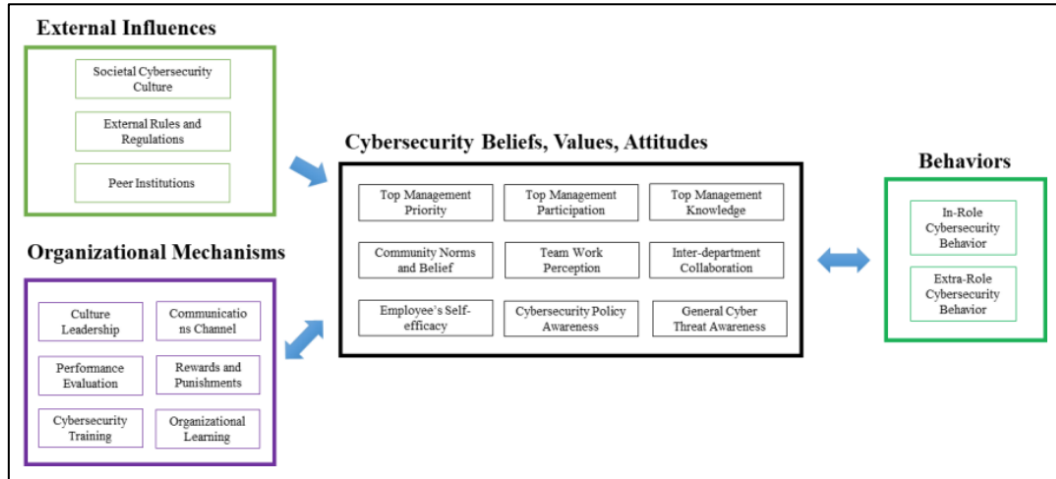 External Influences
Societal Cybersecurity
Culture
External Rules and
Regulations
Peer Institutions
Organizational Mechanisms
Culture
Leadership
Communicatio
ns Channel
Performance
Evaluation
Rewards and
Punishments
Cybersecurity
Training
Organizational
Learning
Cybersecurity Beliefs, Values, Attitudes
Top Management
Priority
Top Management
Participation
Top Management
Knowledge
Community Norms
and Belief
Team Work
Perception
Inter-department
Collaboration
Employee's Self-
efficacy
Cybersecurity Policy
Awareness
General Cyber
Threat Awareness
Behaviors
In-Role
Cybersecurity
Behavior
Extra-Role
Cybersecurity
Behavior